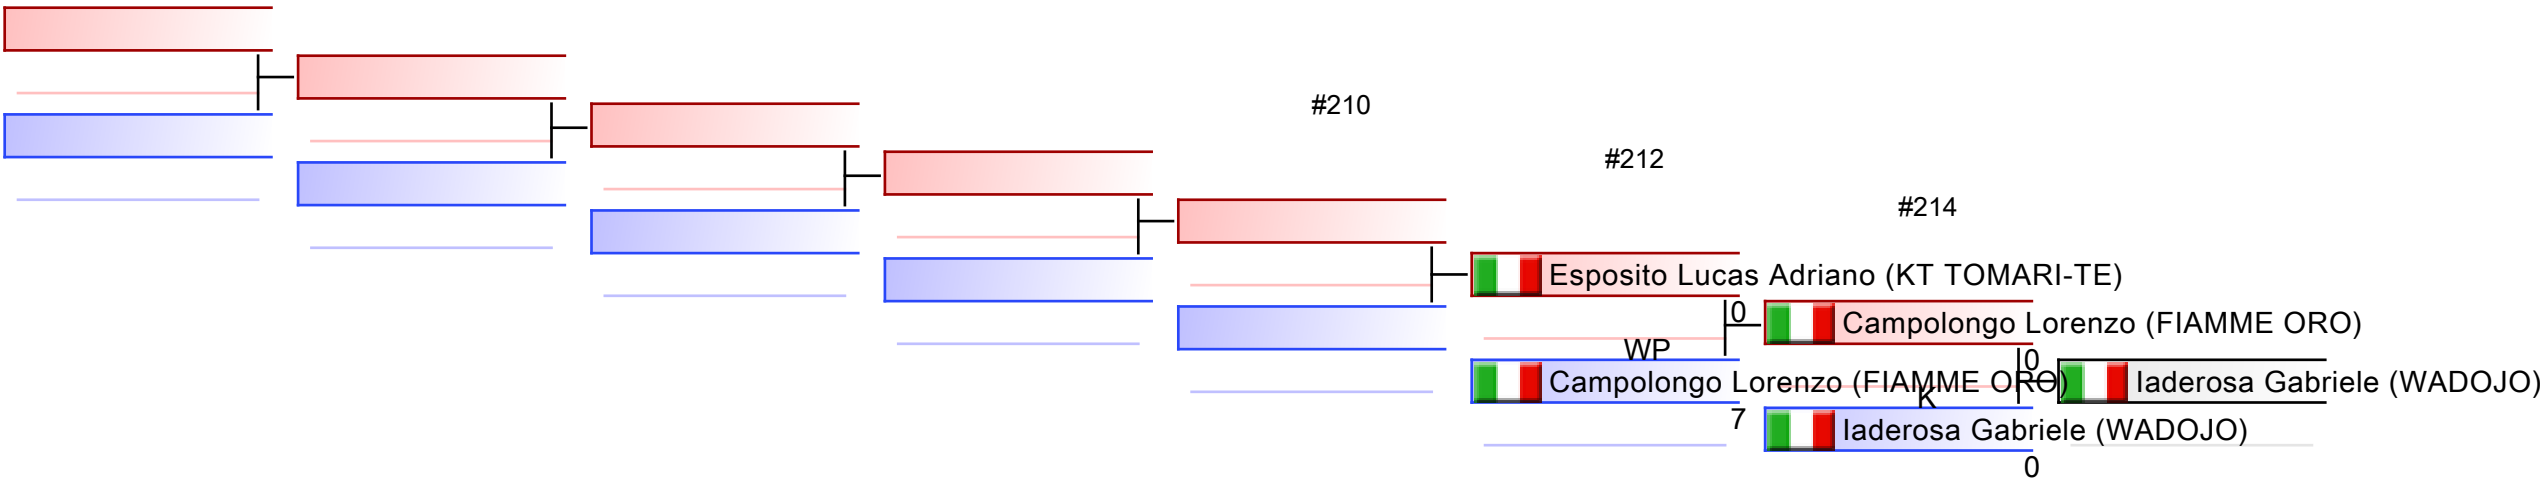 #210
#212
#214
Esposito Lucas Adriano (KT TOMARI-TE)
0
Campolongo Lorenzo (FIAMME ORO)
WP
0
Campolongo Lorenzo (FIAMME ORO)
Iaderosa Gabriele (WADOJO)
K
7
Iaderosa Gabriele (WADOJO)
0